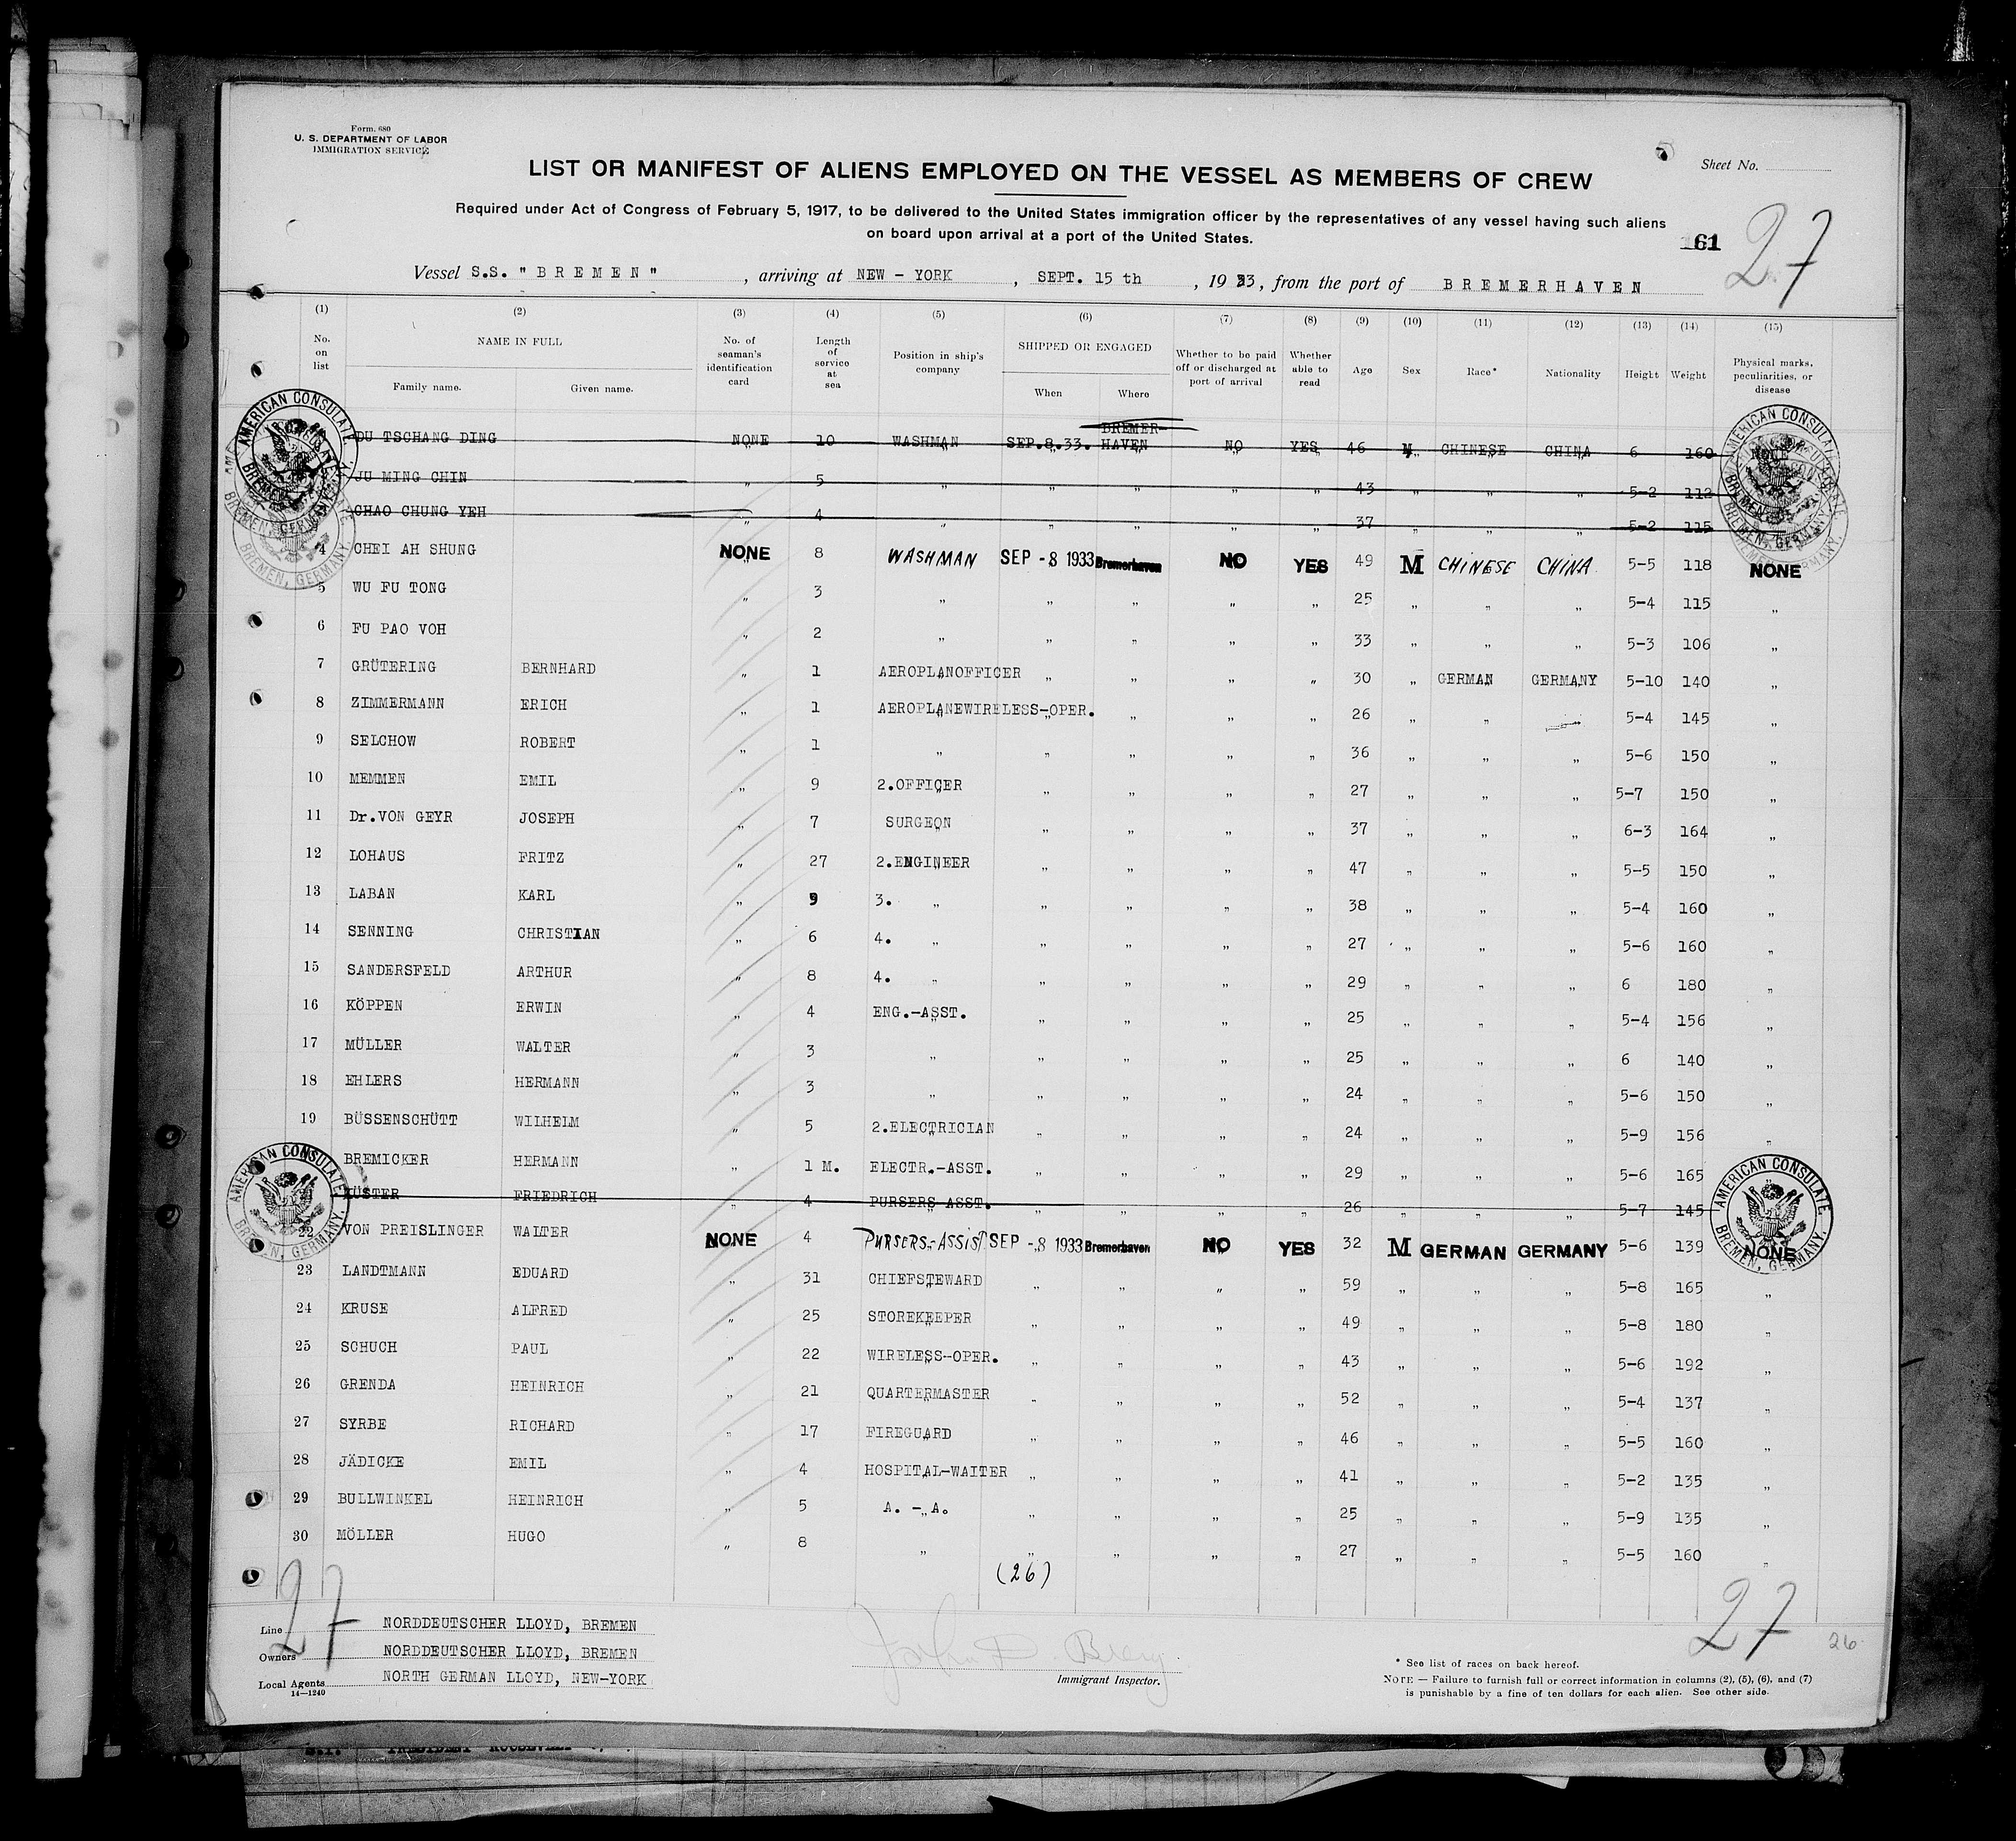 Form. 680
U. S. DEPARTMENT OF LABOR
IMMIGRATION SERVICE
Sheet No.
LIST OR MANIFEST OF ALIENS EMPLOYED ON THE VESSEL AS MEMBERS OF CREW
Required under Act of Congress of February 5, 1917, to be delivered to the United States immigration officer by the representatives of any vessel having such aliens
on board upon arrival at a port of the United States.
161
27
Vessel S.S. " B R E M E N " , arriving at NEW - YORK , SEPT. 15 th , 1933, from the port of B R E M E R H A V E N
(1) (2) (3) (4) (5) (6) (7) (8) (9) (10) (11) (12) (13) (14) (15)
No. on list NAME IN FULL Family name. Given name. No. of seaman's identification card Length of service at sea Position in ship's company SHIPPED OR ENGAGED When Where Whether to be paid off or discharged at port of arrival Whether able to read Age Sex Race* Nationality Height Weight Physical marks, peculiarities, or disease
DU TSCHANG DING NONE 10 WASHMAN SEP.8.33. BREMER- HAVEN NO YES 46 M CHINESE CHINA 6 160 NONE
JU MING CHIN " 5 " " " " " 43 " " " 5-2 112
CHAO CHUNG YEH " 4 " " " " " 37 " " " 5-2 115
4 CHEI AH SHUNG NONE 8 WASHMAN SEP - 8 1933 Bremerhaven NO YES 49 M CHINESE CHINA 5-5 118 NONE
5 WU FU TONG " 3 " " " " " 25 " " " 5-4 115 "
6 FU PAO VOH " 2 " " " " " 33 " " " 5-3 106 "
7 GRÜTERING BERNHARD " 1 AEROPLANOFFICER " " " " 30 " GERMAN GERMANY 5-10 140 "
8 ZIMMERMANN ERICH " 1 AEROPLANEWIRELESS-OPER. " " " " 26 " " 5-4 145 "
9 SELCHOW ROBERT " 1 " " " " " 36 " " " 5-6 150 "
10 MEMMEN EMIL " 9 2.OFFICER " " " " 27 " " " 5-7 150 "
11 Dr.VON GEYR JOSEPH " 7 SURGEON " " " " 37 " " " 6-3 164 "
12 LOHAUS FRITZ " 27 2.ENGINEER " " " " 47 " " " 5-5 150 "
13 LABAN KARL " 9 3. " " " " " 38 " " " 5-4 160 "
14 SENNING CHRISTIAN " 6 4. " " " " " 27 " " " 5-6 160 "
15 SANDERSFELD ARTHUR " 8 4. " " " " " 29 " " " 6 180 "
16 KÖPPEN ERWIN " 4 ENG.-ASST. " " " " 25 " " " 5-4 156 "
17 MÜLLER WALTER " 3 " " " " " 25 " " " 6 140 "
18 EHLERS HERMANN " 3 " " " " " 24 " " " 5-6 150 "
19 BÜSSENSCHÜTT WILHELM " 5 2.ELECTRICIAN " " " " 24 " " " 5-9 156 "
BREMICKER HERMANN " 1 M. ELECTR.-ASST. " " " " 29 " " " 5-6 165
KÜSTER FRIEDRICH " 4 PURSERS ASST. " " " " 26 " " " 5-7 145
22 VON PREISLINGER WALTER NONE 4 PURSERS-ASSIST SEP - 8 1933 Bremerhaven NO YES 32 M GERMAN GERMANY 5-6 139 NONE
23 LANDTMANN EDUARD " 31 CHIEFSTEWARD " " " " 59 " " " 5-8 165 "
24 KRUSE ALFRED " 25 STOREKEEPER " " " " 49 " " " 5-8 180 "
25 SCHUCH PAUL " 22 WIRELESS-OPER. " " " " 43 " " " 5-6 192 "
26 GRENDA HEINRICH " 21 QUARTERMASTER " " " " 52 " " " 5-4 137 "
27 SYRBE RICHARD " 17 FIREGUARD " " " " 46 " " " 5-5 160 "
28 JÄDICKE EMIL " 4 HOSPITAL-WAITER " " " " 41 " " " 5-2 135 "
29 BULLWINKEL HEINRICH " 5 A. - A. " " " " 25 " " " 5-9 135 "
30 MÖLLER HUGO " 8 " " " " " 27 " " " 5-5 160 "
(26)
AMERICAN CONSULATE. BREMEN, GERMANY.
AMERICAN CONSULATE. BREMEN, GERMANY.
AMERICAN CONSULATE. BREMEN, GERMANY.
AMERICAN CONSULATE. BREMEN, GERMANY.
27
27
26
Line NORDDEUTSCHER LLOYD, BREMEN
Owners NORDDEUTSCHER LLOYD, BREMEN
Local Agents NORTH GERMAN LLOYD, NEW-YORK
14—1240
John
Immigrant Inspector.
* See list of races on back hereof.
NOTE — Failure to furnish full or correct information in columns (2), (5), (6), and (7)
is punishable by a fine of ten dollars for each alien. See other side.